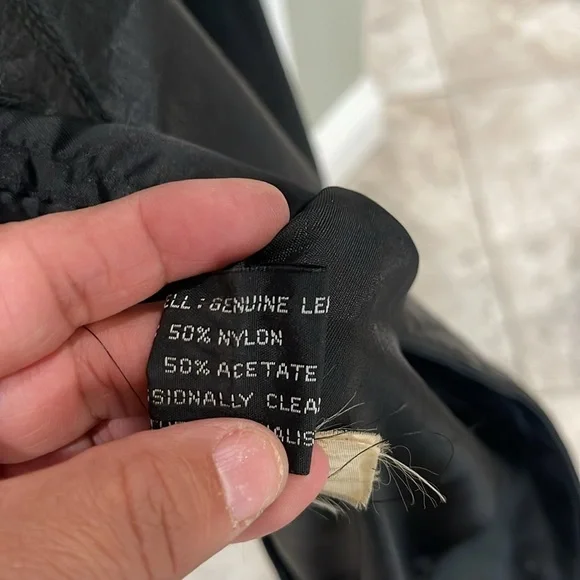 ELL : GENUINE LE
50% NYLON
50% ACETATE
SIONALLY CLEA